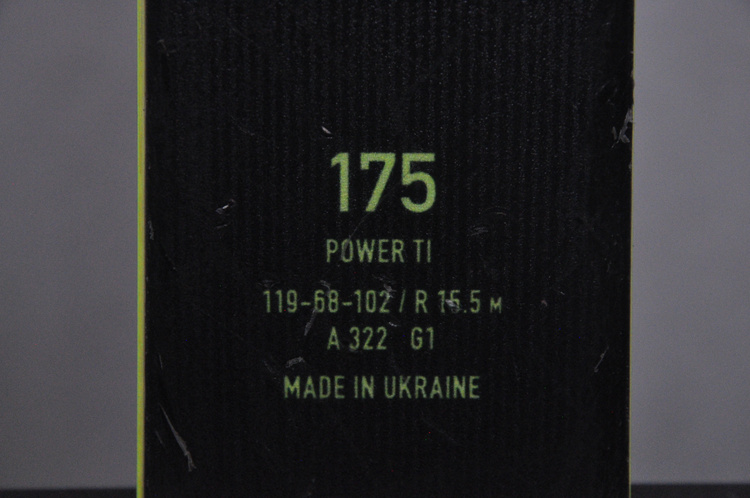 175
POWER TI
119-68-102 / R 15.5 M
A 322 G1
MADE IN UKRAINE